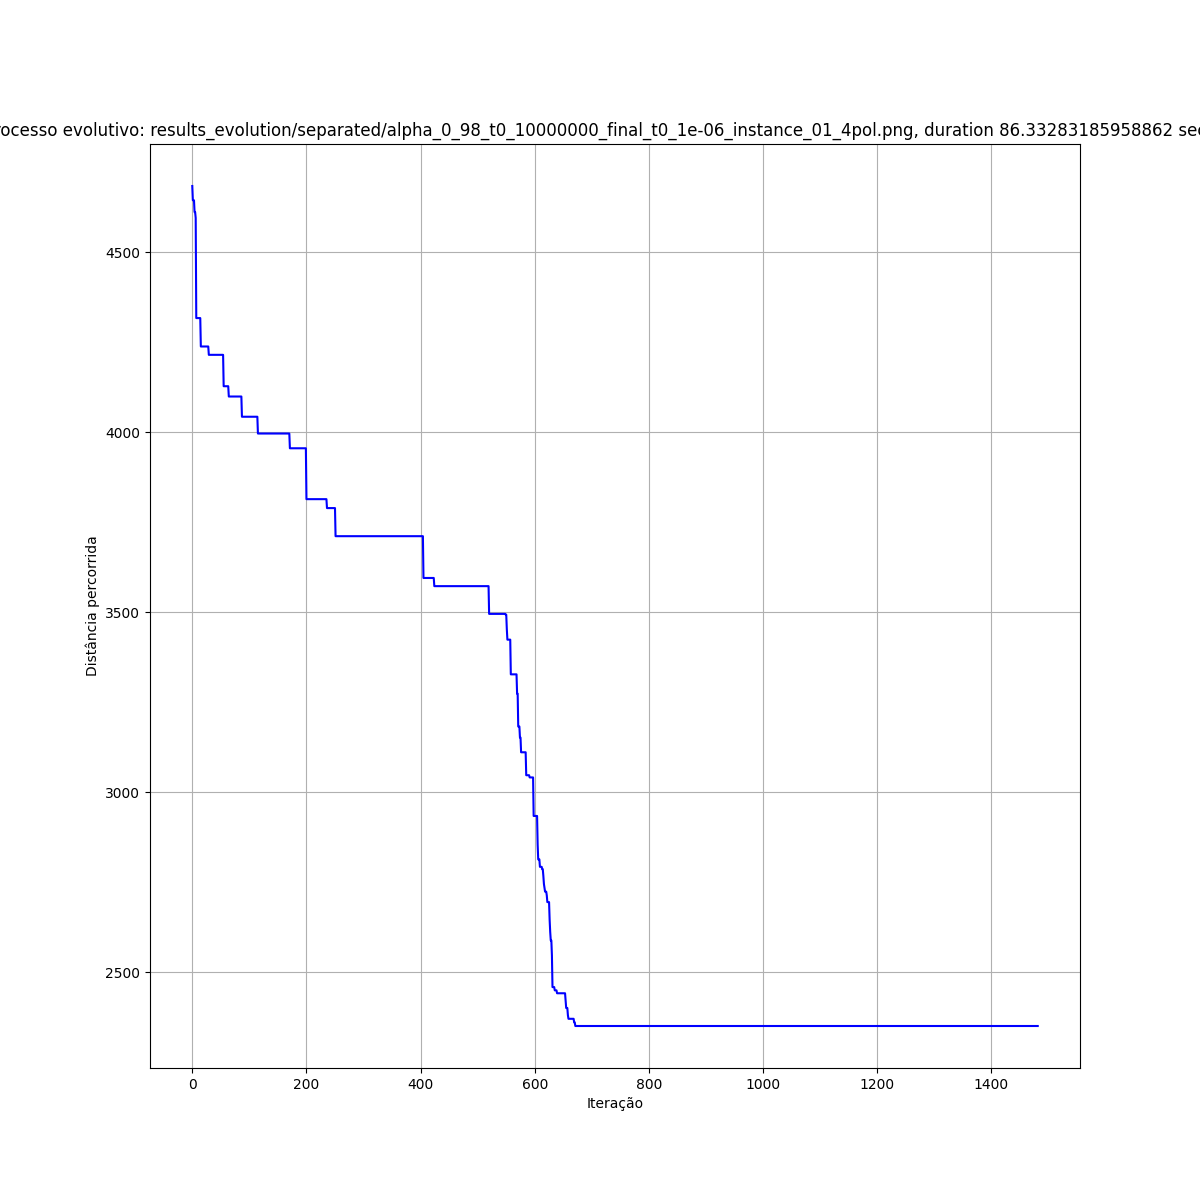 ocesso evolutivo: results_evolution/separated/alpha_0_98_t0_10000000_final_t0_1e-06_instance_01_4pol.png, duration 86.33283185958862 sec
4500
4000
3500
3000
2500
Distância percorrida
0 200 400 600 800 1000 1200 1400
Iteração